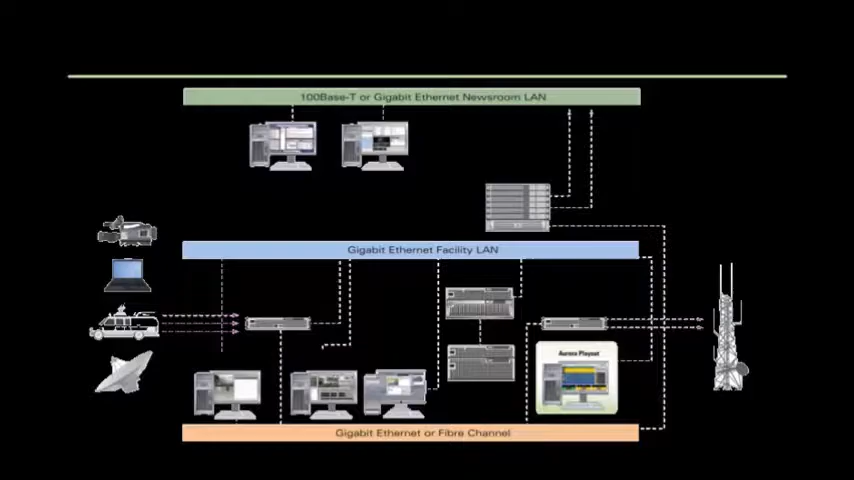 100Base-T or Gigabit Ethernet Newsroom LAN
Gigabit Ethernet Facility LAN
Aurora Playout
Gigabit Ethernet or Fibre Channel